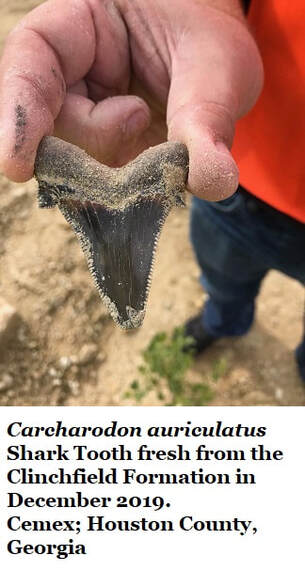 Carcharodon auriculatus
Shark Tooth fresh from the
Clinchfield Formation in
December 2019.
Cemex; Houston County,
Georgia